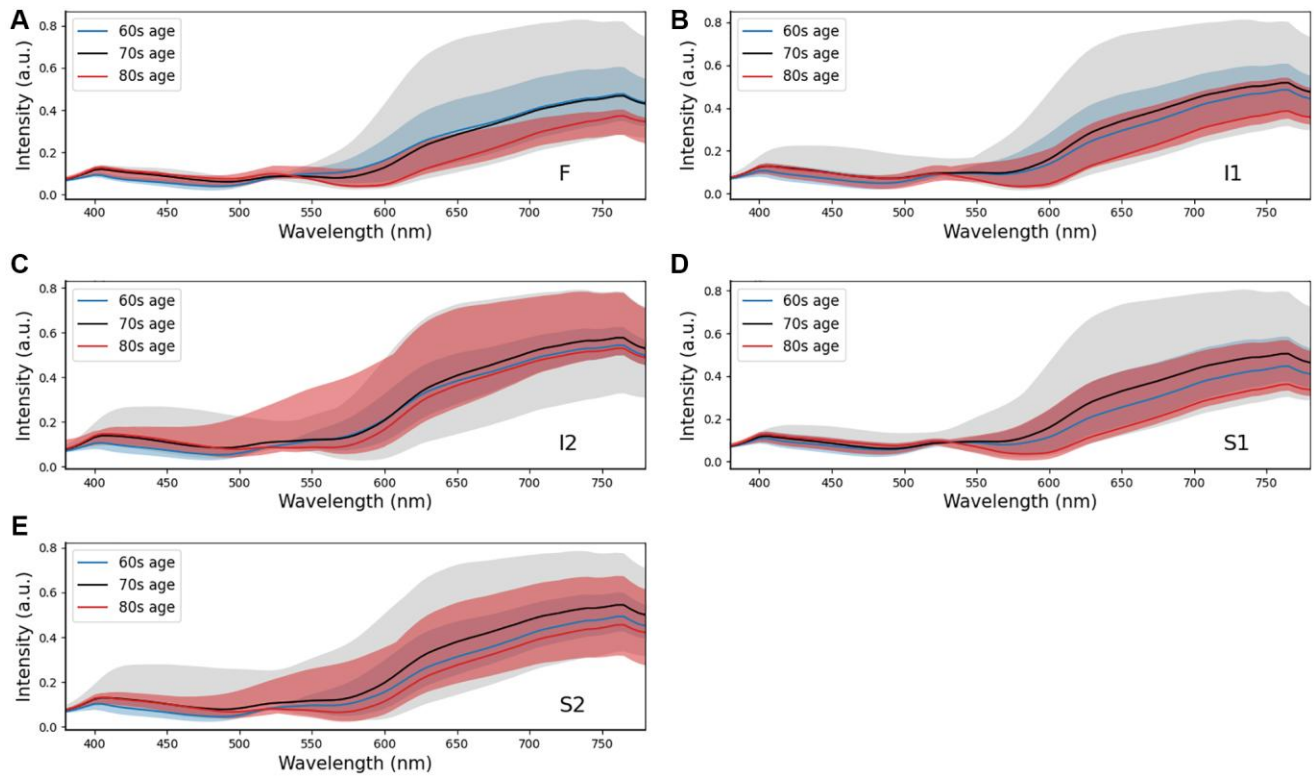 A
Intensity (a.u.)
0.8
0.6
0.4
0.2
0.0
60s age
70s age
80s age
F
400 450 500 550 600 650 700 750
Wavelength (nm)
B
Intensity (a.u.)
0.8
0.6
0.4
0.2
0.0
60s age
70s age
80s age
I1
400 450 500 550 600 650 700 750
Wavelength (nm)
C
Intensity (a.u.)
0.8
0.6
0.4
0.2
0.0
60s age
70s age
80s age
I2
400 450 500 550 600 650 700 750
Wavelength (nm)
D
Intensity (a.u.)
0.8
0.6
0.4
0.2
0.0
60s age
70s age
80s age
S1
400 450 500 550 600 650 700 750
Wavelength (nm)
E
Intensity (a.u.)
0.8
0.6
0.4
0.2
0.0
60s age
70s age
80s age
S2
400 450 500 550 600 650 700 750
Wavelength (nm)